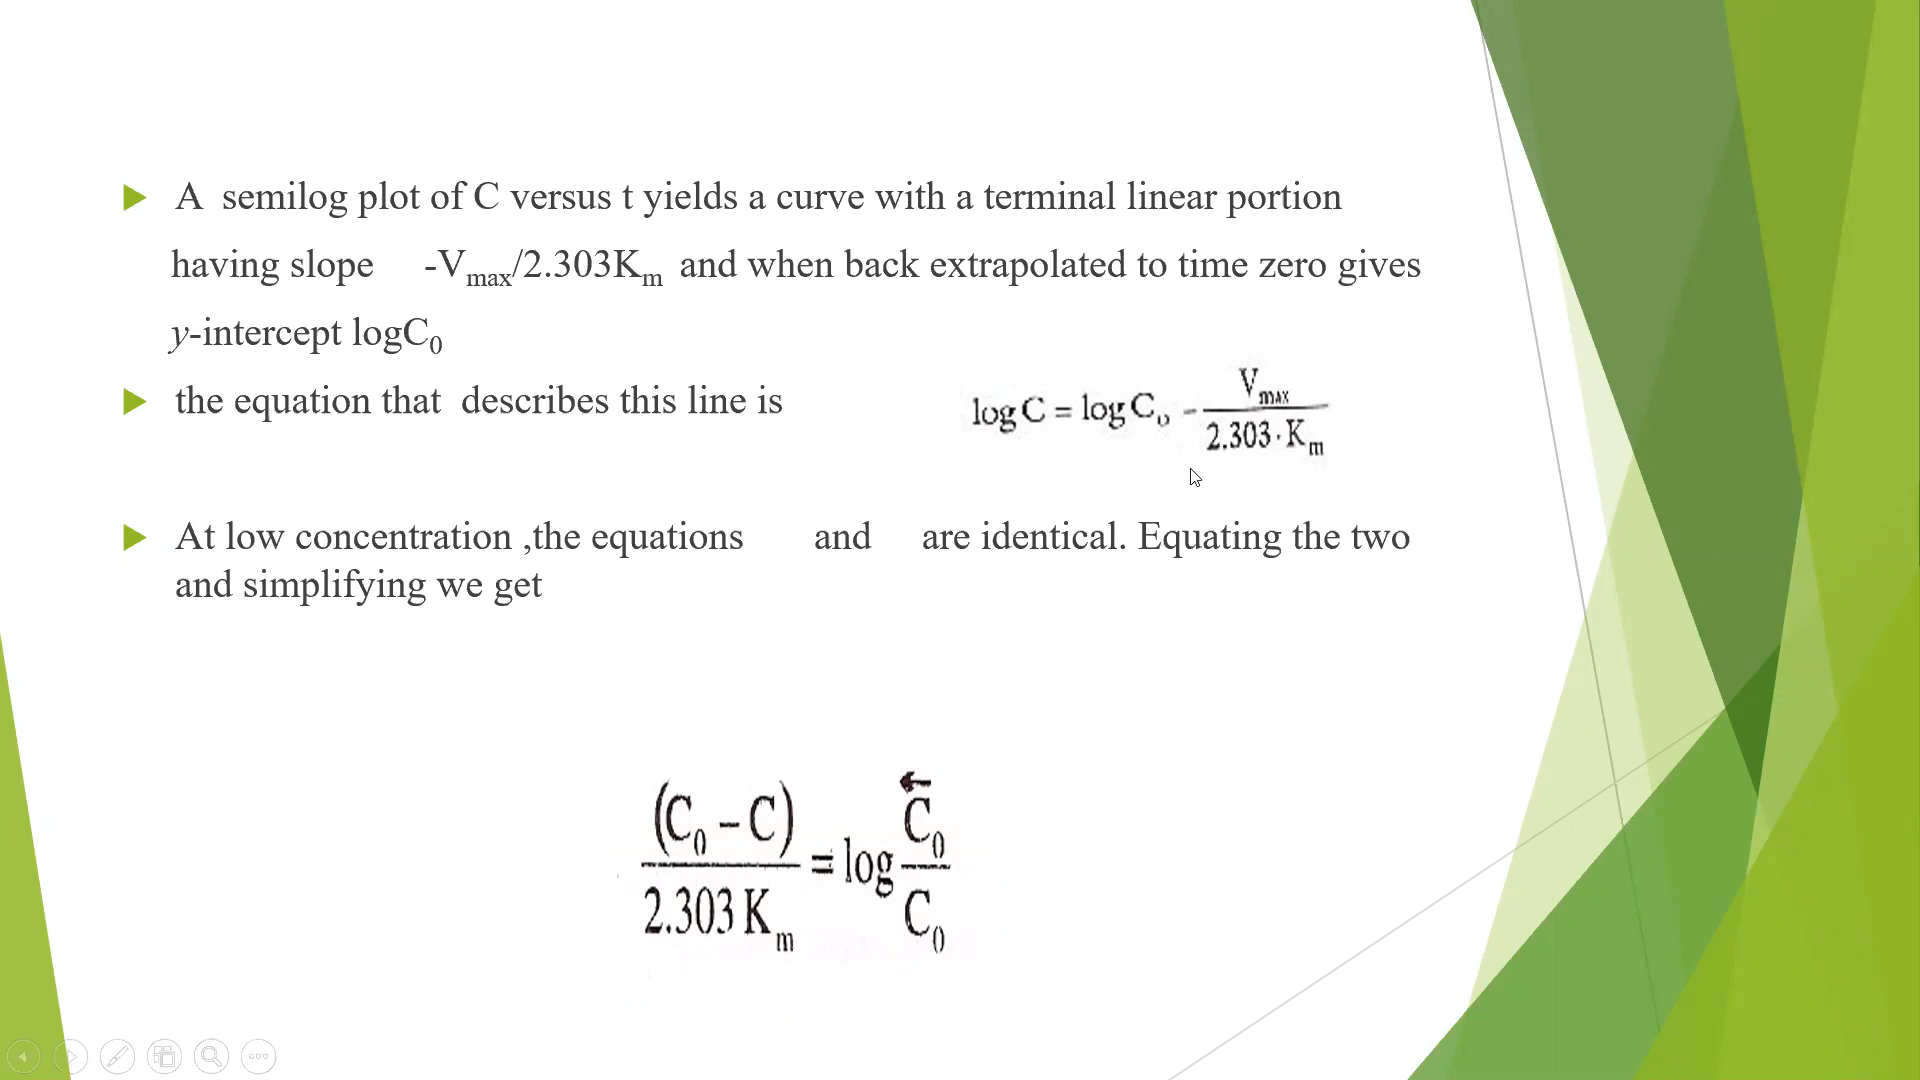 A semilog plot of C versus t yields a curve with a terminal linear portion
having slope -Vmax/2.303Km and when back extrapolated to time zero gives
y-intercept logC0
the equation that describes this line is
log C = log C0 - Vmax / 2.303 · Km
At low concentration ,the equations and are identical. Equating the two
and simplifying we get
(C0 – C) / 2.303 Km = log C̅0 / C0